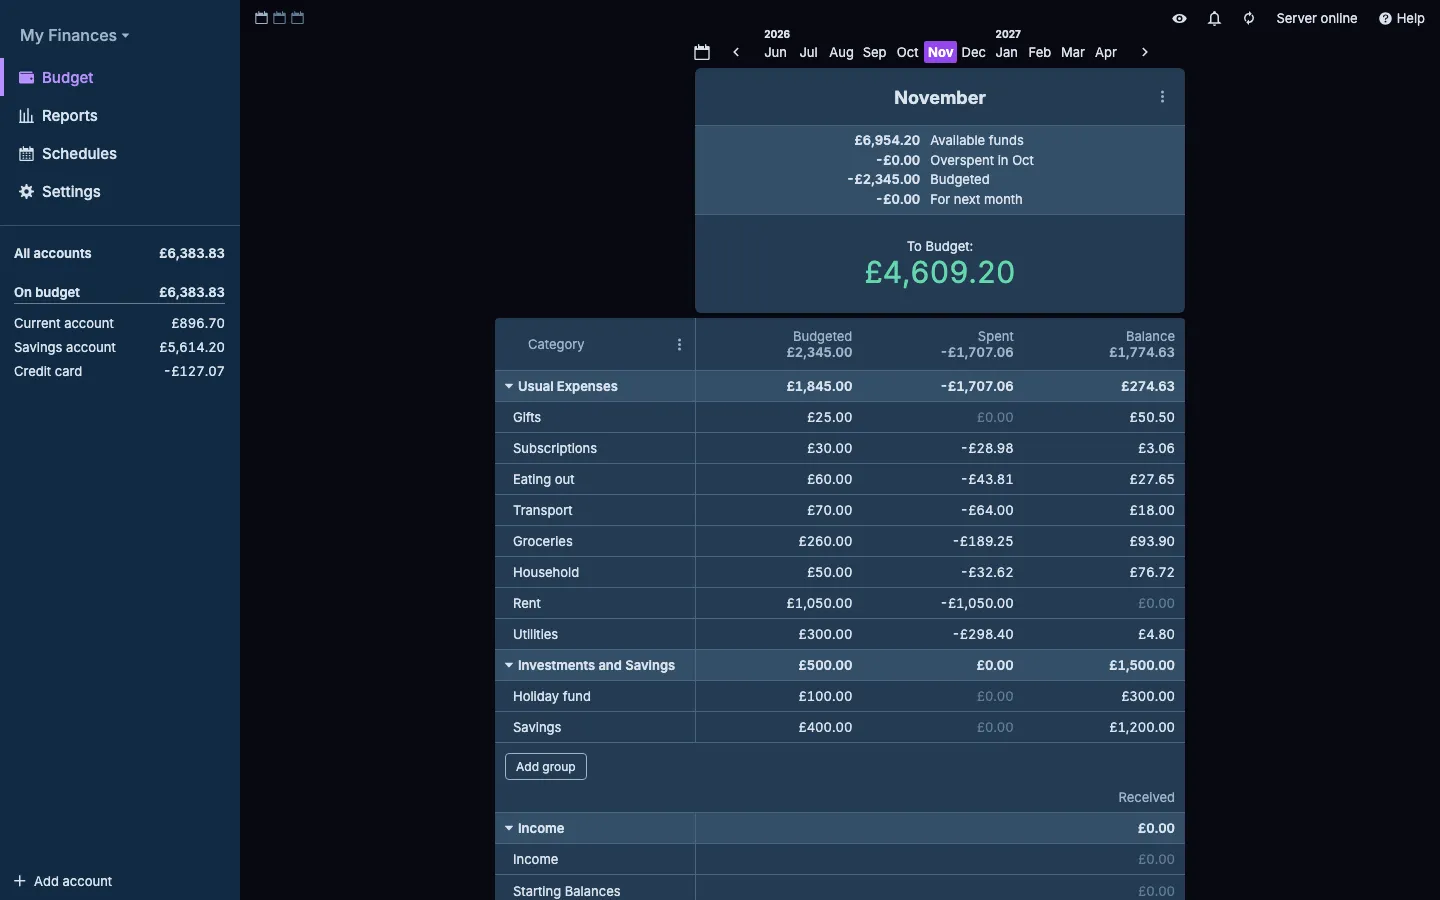 My Finances
Budget
Reports
Schedules
Settings
All accounts £6,383.83
On budget £6,383.83
Current account £896.70
Savings account £5,614.20
Credit card -£127.07
Add account
Server online Help
2026 2027
Jun Jul Aug Sep Oct Nov Dec Jan Feb Mar Apr
November
£6,954.20 Available funds
-£0.00 Overspent in Oct
-£2,345.00 Budgeted
-£0.00 For next month
To Budget:
£4,609.20
Category Budgeted Spent Balance
£2,345.00 -£1,707.06 £1,774.63
Usual Expenses £1,845.00 -£1,707.06 £274.63
Gifts £25.00 £0.00 £50.50
Subscriptions £30.00 -£28.98 £3.06
Eating out £60.00 -£43.81 £27.65
Transport £70.00 -£64.00 £18.00
Groceries £260.00 -£189.25 £93.90
Household £50.00 -£32.62 £76.72
Rent £1,050.00 -£1,050.00 £0.00
Utilities £300.00 -£298.40 £4.80
Investments and Savings £500.00 £0.00 £1,500.00
Holiday fund £100.00 £0.00 £300.00
Savings £400.00 £0.00 £1,200.00
Add group
Received
Income £0.00
Income £0.00
Starting Balances £0.00